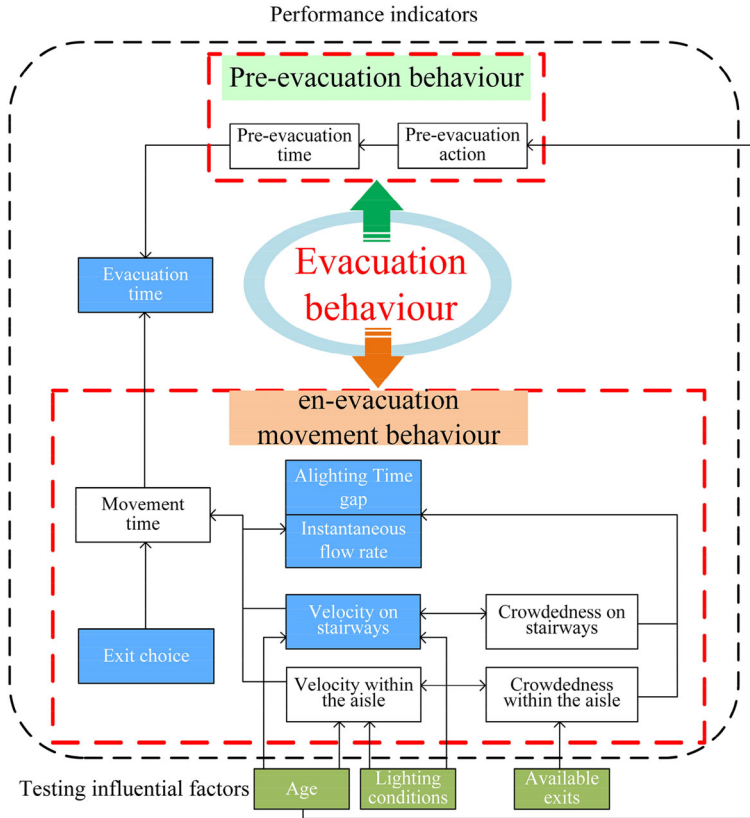 Performance indicators
Pre-evacuation behaviour
Pre-evacuation
time
Pre-evacuation
action
Evacuation
behaviour
Evacuation
time
en-evacuation
movement behaviour
Alighting Time
gap
Instantaneous
flow rate
Movement
time
Velocity on
stairways
Crowdedness on
stairways
Exit choice
Velocity within
the aisle
Crowdedness
within the aisle
Testing influential factors
Age
Lighting
conditions
Available
exits